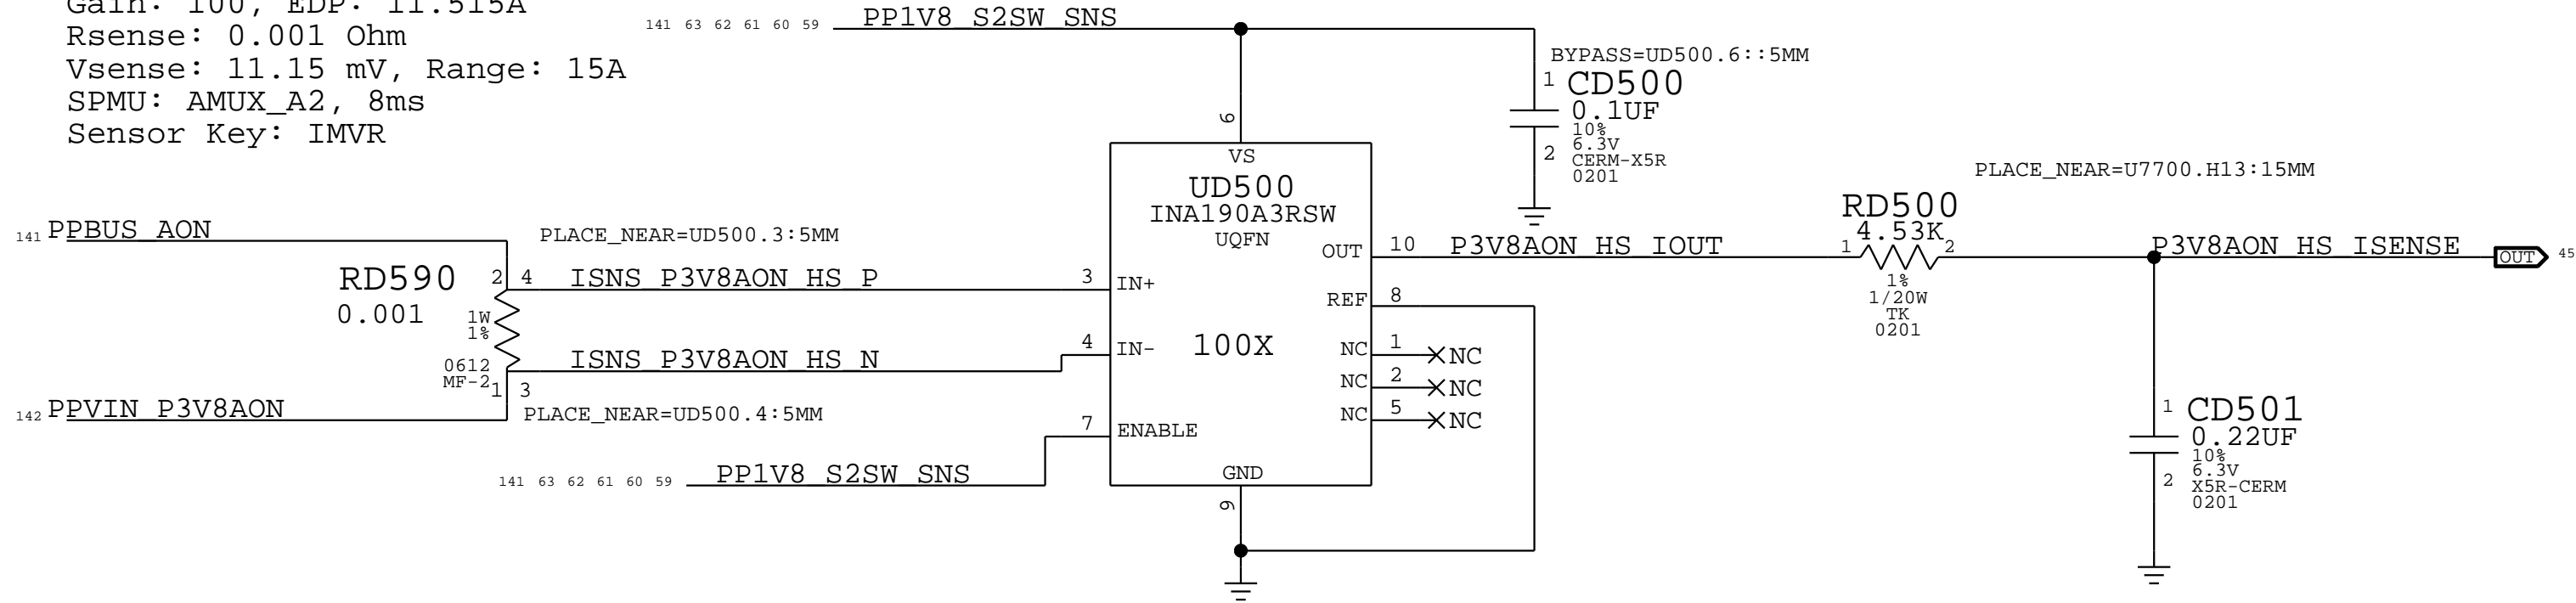 Gain: 100, EDP: 11.515A
Rsense: 0.001 Ohm
Vsense: 11.15 mV, Range: 15A
SPMU: AMUX_A2, 8ms
Sensor Key: IMVR
141 63 62 61 60 59 PP1V8_S2SW_SNS
BYPASS=UD500.6::5MM
1 CD500
0.1UF
10%
6.3V
2 CERM-X5R
0201
6
VS
UD500
INA190A3RSW
UQFN
100X
3 IN+
4 IN-
7 ENABLE
GND
9
OUT 10
REF 8
NC 1 NC
NC 2 NC
NC 5 NC
141 PPBUS_AON
PLACE_NEAR=UD500.3:5MM
RD590
0.001
2 4
1W
1%
0612
MF-2
1 3
ISNS_P3V8AON_HS_P
ISNS_P3V8AON_HS_N
142 PPVIN_P3V8AON
PLACE_NEAR=UD500.4:5MM
141 63 62 61 60 59 PP1V8_S2SW_SNS
P3V8AON_HS_IOUT
PLACE_NEAR=U7700.H13:15MM
RD500
4.53K
1 2
1%
1/20W
TK
0201
P3V8AON_HS_ISENSE OUT 45
1 CD501
0.22UF
10%
6.3V
2 X5R-CERM
0201